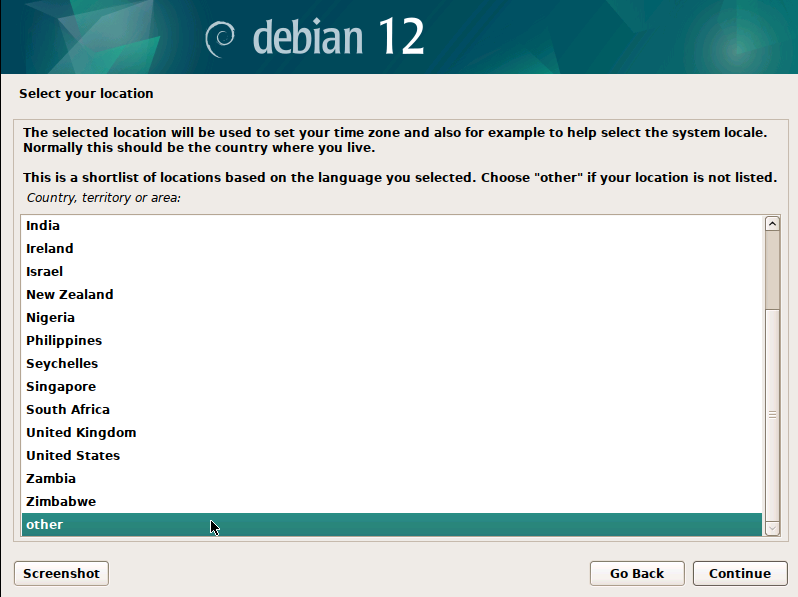 debian 12
Select your location
The selected location will be used to set your time zone and also for example to help select the system locale.
Normally this should be the country where you live.
This is a shortlist of locations based on the language you selected. Choose "other" if your location is not listed.
Country, territory or area:
India
Ireland
Israel
New Zealand
Nigeria
Philippines
Seychelles
Singapore
South Africa
United Kingdom
United States
Zambia
Zimbabwe
other
Screenshot
Go Back
Continue